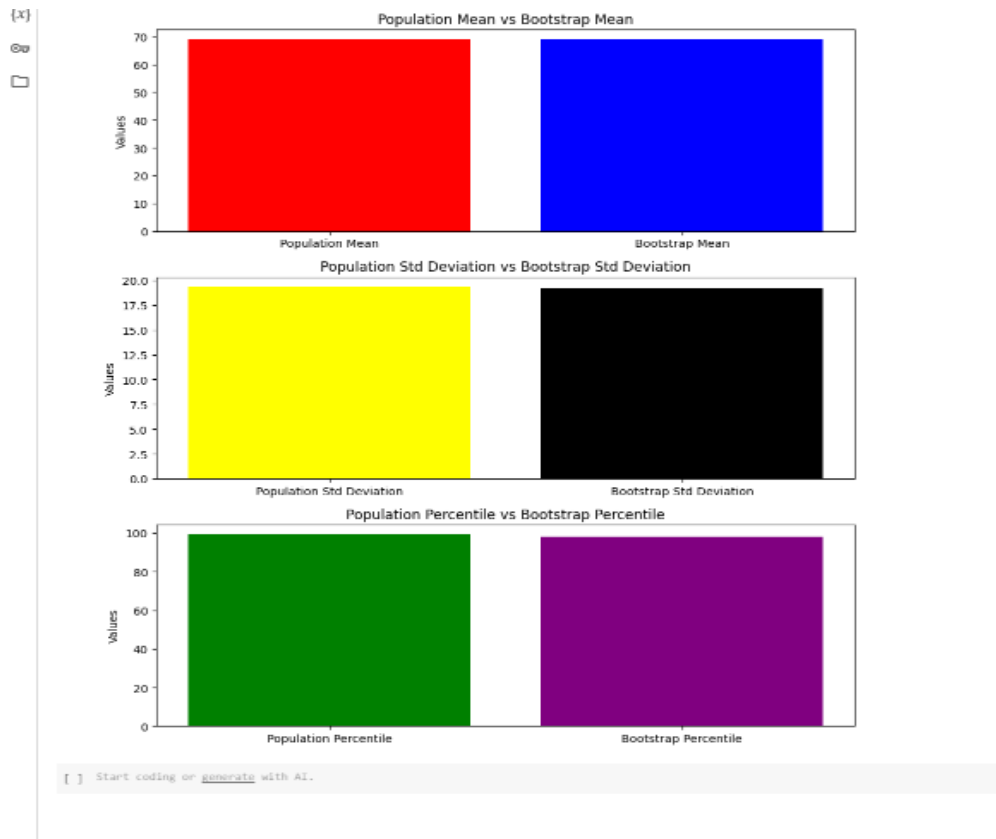 {x}
Population Mean vs Bootstrap Mean
70
60
50
40
30
20
10
0
Values
Population Mean Bootstrap Mean
Population Std Deviation vs Bootstrap Std Deviation
20.0
17.5
15.0
12.5
10.0
7.5
5.0
2.5
0.0
Values
Population Std Deviation Bootstrap Std Deviation
Population Percentile vs Bootstrap Percentile
100
80
60
40
20
0
Values
Population Percentile Bootstrap Percentile
[ ] Start coding or generate with AI.